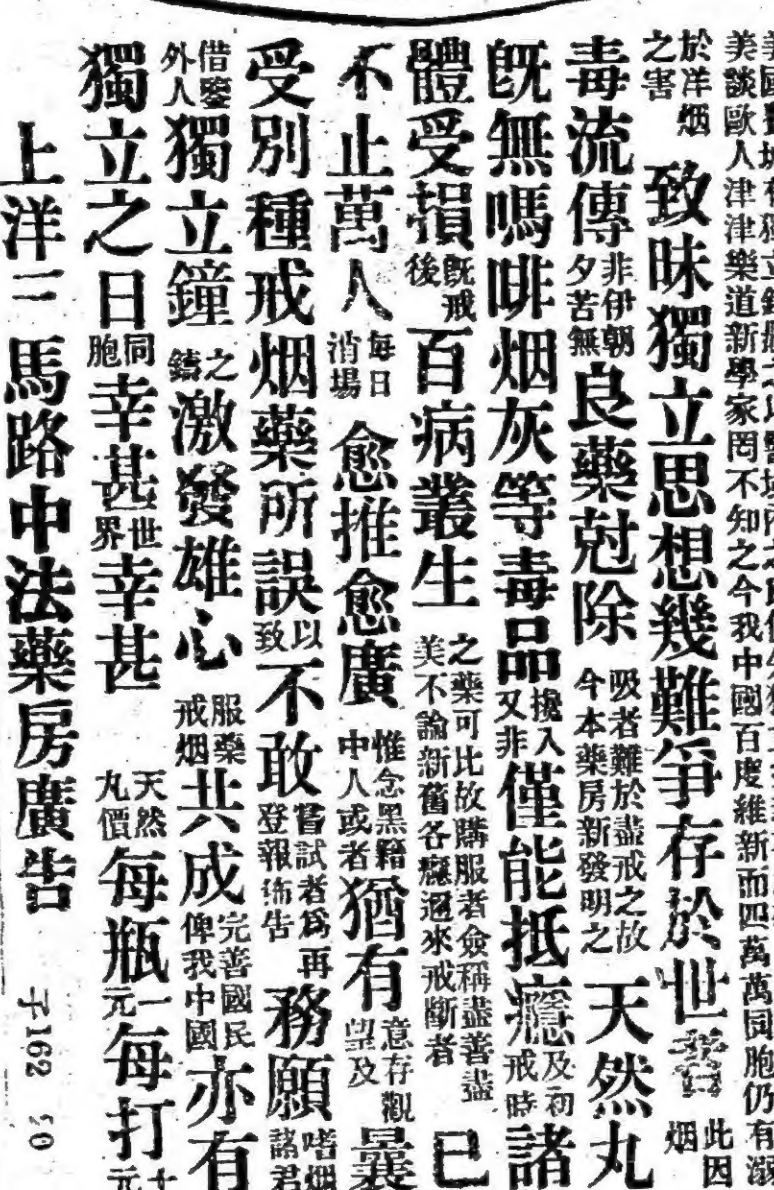 美談歐人津津樂道新學家罔不知之今我中國百度維新而四萬萬同胞仍有溺
於洋烟之害致昧獨立思想幾難爭存於世此因烟
毒流傳非伊朝夕苦無良藥尅除吸者難於盡戒之故今本藥房新發明之天然丸
既無嗎啡烟灰等毒品攙入又非僅能抵癮及初戒時諸
體受損既戒後百病叢生之藥可比故購服者僉稱盡善盡美不論新舊各癮邇來戒斷者已
不止萬人每日消場愈推愈廣惟念黑籍中人或者猶有意存觀望及曩
受別種戒烟藥所誤以致不敢嘗試者爲再登報布告務願嗜烟諸君
借鑒外人獨立鐘之鑄激發雄心服藥戒烟共成完善國民俾我中國亦有
獨立之日同胞幸甚世界幸甚天然丸價每瓶一元每打十元
上洋三馬路中法藥房廣告 子162